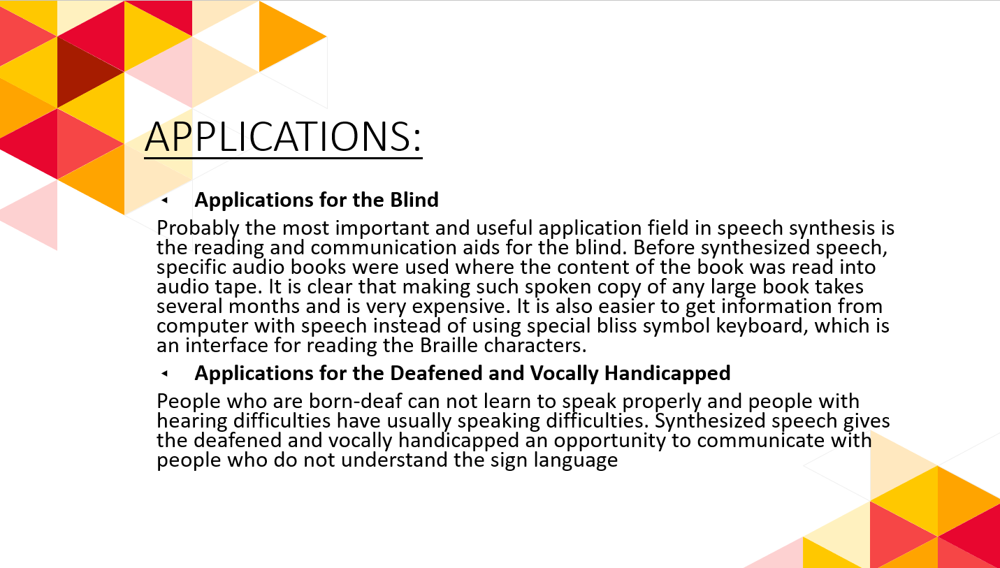 APPLICATIONS:
Applications for the Blind
Probably the most important and useful application field in speech synthesis is
the reading and communication aids for the blind. Before synthesized speech,
specific audio books were used where the content of the book was read into
audio tape. It is clear that making such spoken copy of any large book takes
several months and is very expensive. It is also easier to get information from
computer with speech instead of using special bliss symbol keyboard, which is
an interface for reading the Braille characters.
Applications for the Deafened and Vocally Handicapped
People who are born-deaf can not learn to speak properly and people with
hearing difficulties have usually speaking difficulties. Synthesized speech gives
the deafened and vocally handicapped an opportunity to communicate with
people who do not understand the sign language